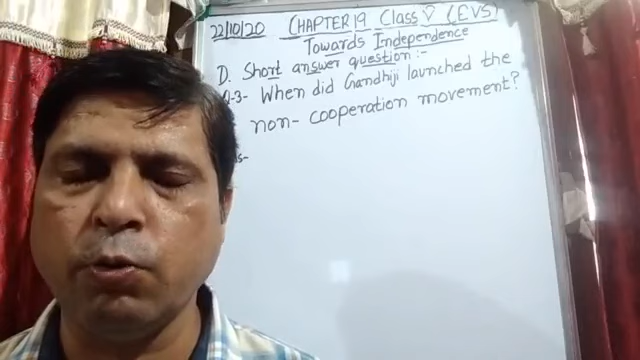 22/10/20 CHAPTER 19 Class V (EVS)
Towards Independence
D. Short answer question :-
Q-3- When did Gandhiji launched the
non- cooperation movement?